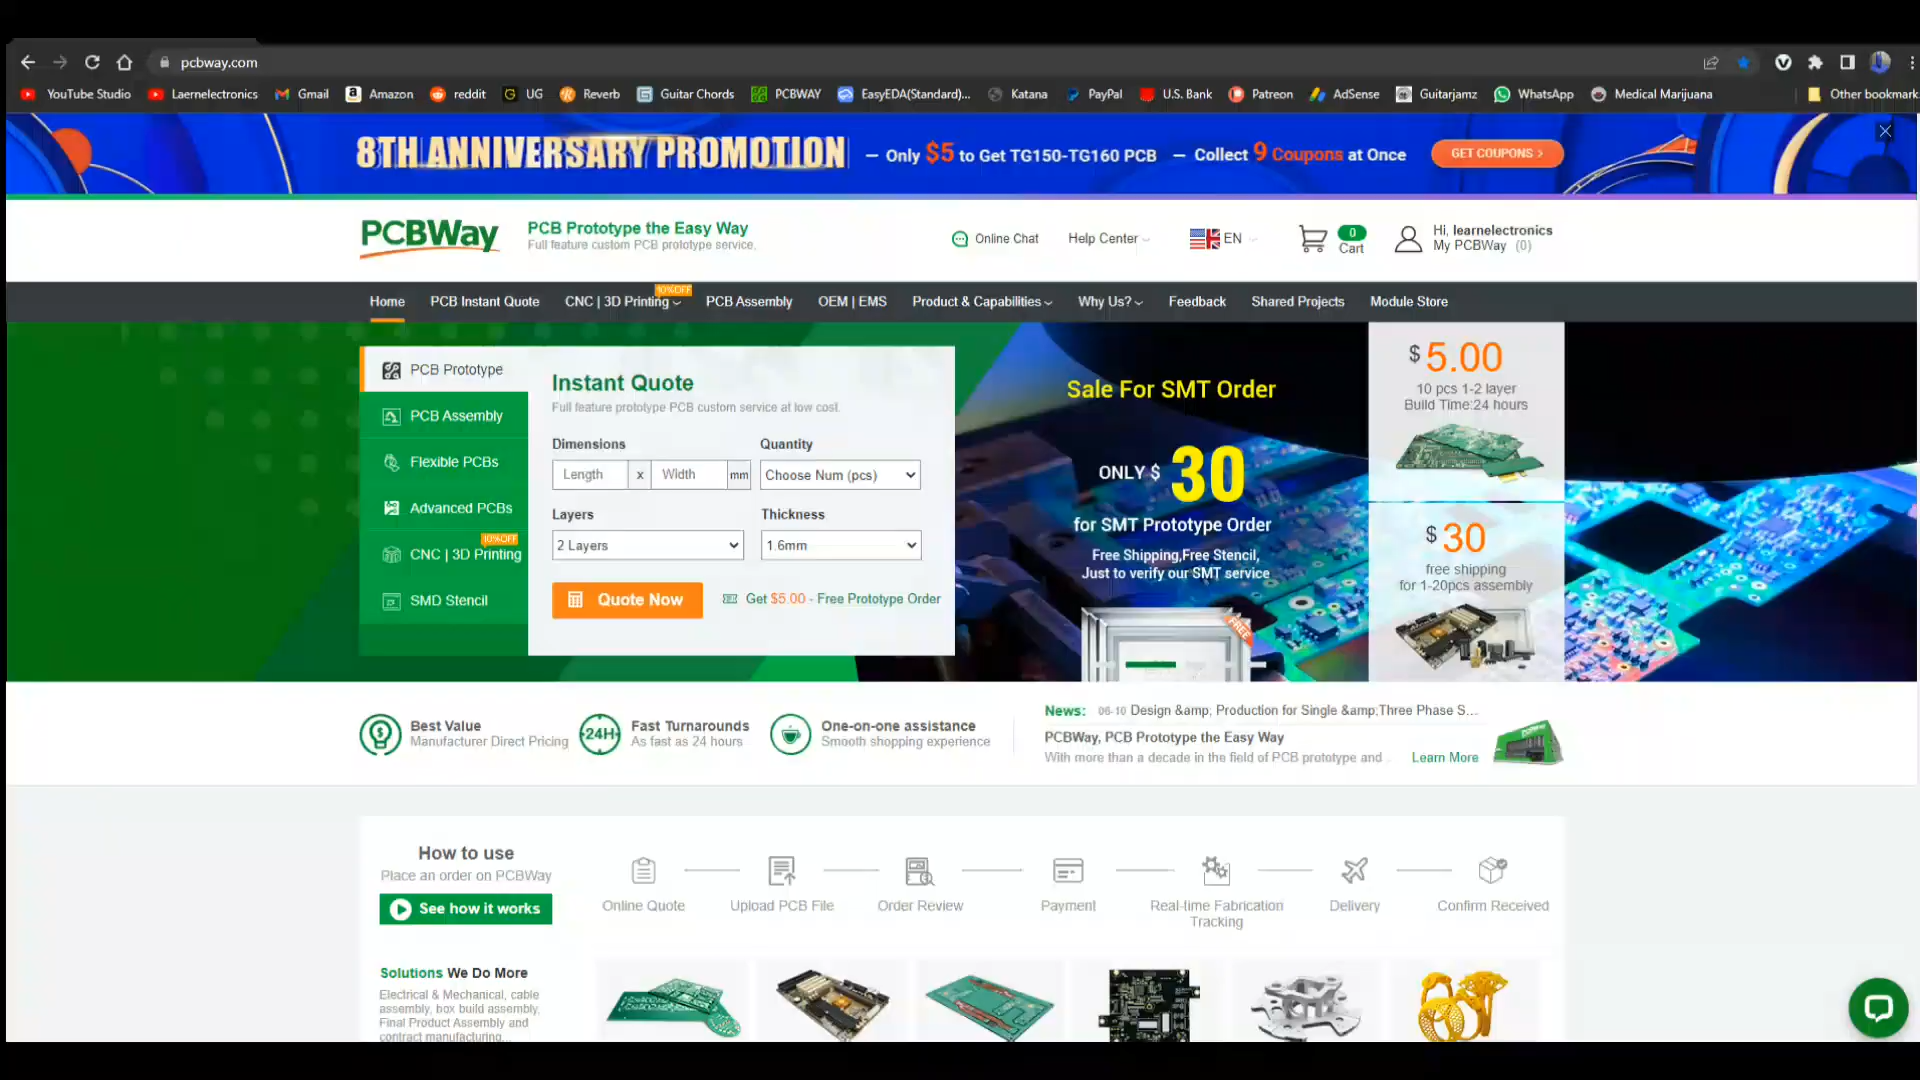 pcbway.com
YouTube Studio Laernelectronics Gmail Amazon reddit UG Reverb Guitar Chords PCBWAY EasyEDA(Standard)... Katana PayPal U.S. Bank Patreon AdSense Guitarjamz WhatsApp Medical Marijuana Other bookmark
8TH ANNIVERSARY PROMOTION — Only $5 to Get TG150-TG160 PCB — Collect 9 Coupons at Once GET COUPONS >
PCBWay
PCB Prototype the Easy Way
Full feature custom PCB prototype service.
Online Chat
Help Center
EN
0
Cart
Hi, learnelectronics
My PCBWay (0)
10%OFF
Home PCB Instant Quote CNC | 3D Printing PCB Assembly OEM | EMS Product & Capabilities Why Us? Feedback Shared Projects Module Store
PCB Prototype
PCB Assembly
Flexible PCBs
Advanced PCBs
10%OFF
CNC | 3D Printing
SMD Stencil
Instant Quote
Full feature prototype PCB custom service at low cost.
Dimensions Quantity
Length x Width mm Choose Num (pcs)
Layers Thickness
2 Layers 1.6mm
Quote Now Get $5.00 - Free Prototype Order
Sale For SMT Order
ONLY $ 30
for SMT Prototype Order
Free Shipping,Free Stencil,
Just to verify our SMT service
FREE
$ 5.00
10 pcs 1-2 layer
Build Time:24 hours
$ 30
free shipping
for 1-20pcs assembly
Best Value
Manufacturer Direct Pricing
24H
Fast Turnarounds
As fast as 24 hours
One-on-one assistance
Smooth shopping experience
News: 06-10 Design &amp; Production for Single &amp;Three Phase S...
PCBWay, PCB Prototype the Easy Way
With more than a decade in the field of PCB prototype and Learn More
How to use
Place an order on PCBWay
See how it works
Online Quote
Upload PCB File
Order Review
Payment
Real-time Fabrication
Tracking
Delivery
Confirm Received
Solutions We Do More
Electrical & Mechanical, cable
assembly, box build assembly,
Final Product Assembly and
contract manufacturing...